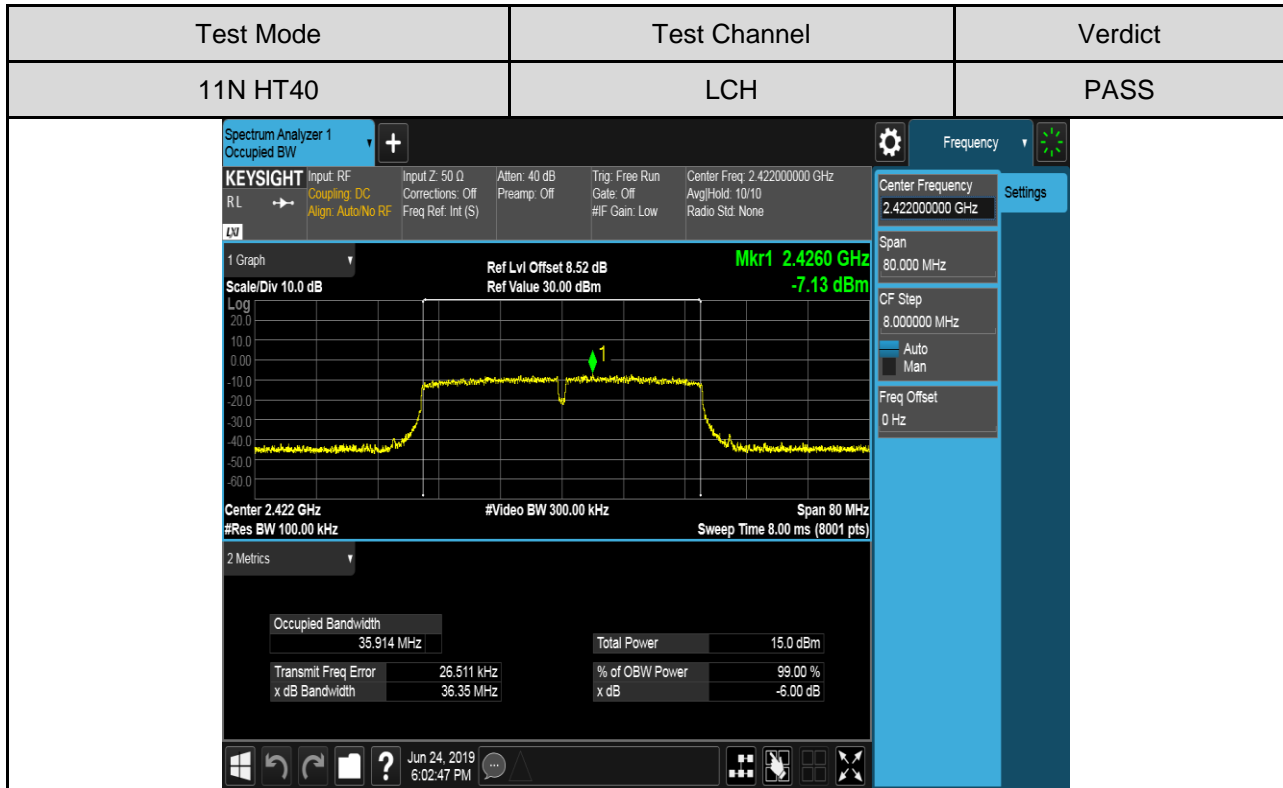 Test Mode Test Channel Verdict
11N HT40 LCH PASS
Spectrum Analyzer 1
Occupied BW
+
Frequency
KEYSIGHT Input: RF Input Z: 50 Ω Atten: 40 dB Trig: Free Run Center Freq: 2.422000000 GHz
RL Coupling: DC Corrections: Off Preamp: Off Gate: Off Avg|Hold: 10/10
Align: Auto/No RF Freq Ref: Int (S) #IF Gain: Low Radio Std: None
LXI
Center Frequency
2.422000000 GHz
Settings
Span
80.000 MHz
CF Step
8.000000 MHz
Auto
Man
Freq Offset
0 Hz
1 Graph
Ref Lvl Offset 8.52 dB Mkr1 2.4260 GHz
Scale/Div 10.0 dB Ref Value 30.00 dBm -7.13 dBm
Log
20.0
10.0
0.00
-10.0
-20.0
-30.0
-40.0
-50.0
-60.0
1
Center 2.422 GHz #Video BW 300.00 kHz Span 80 MHz
#Res BW 100.00 kHz Sweep Time 8.00 ms (8001 pts)
2 Metrics
Occupied Bandwidth
35.914 MHz Total Power 15.0 dBm
Transmit Freq Error 26.511 kHz % of OBW Power 99.00 %
x dB Bandwidth 36.35 MHz x dB -6.00 dB
? Jun 24, 2019
6:02:47 PM